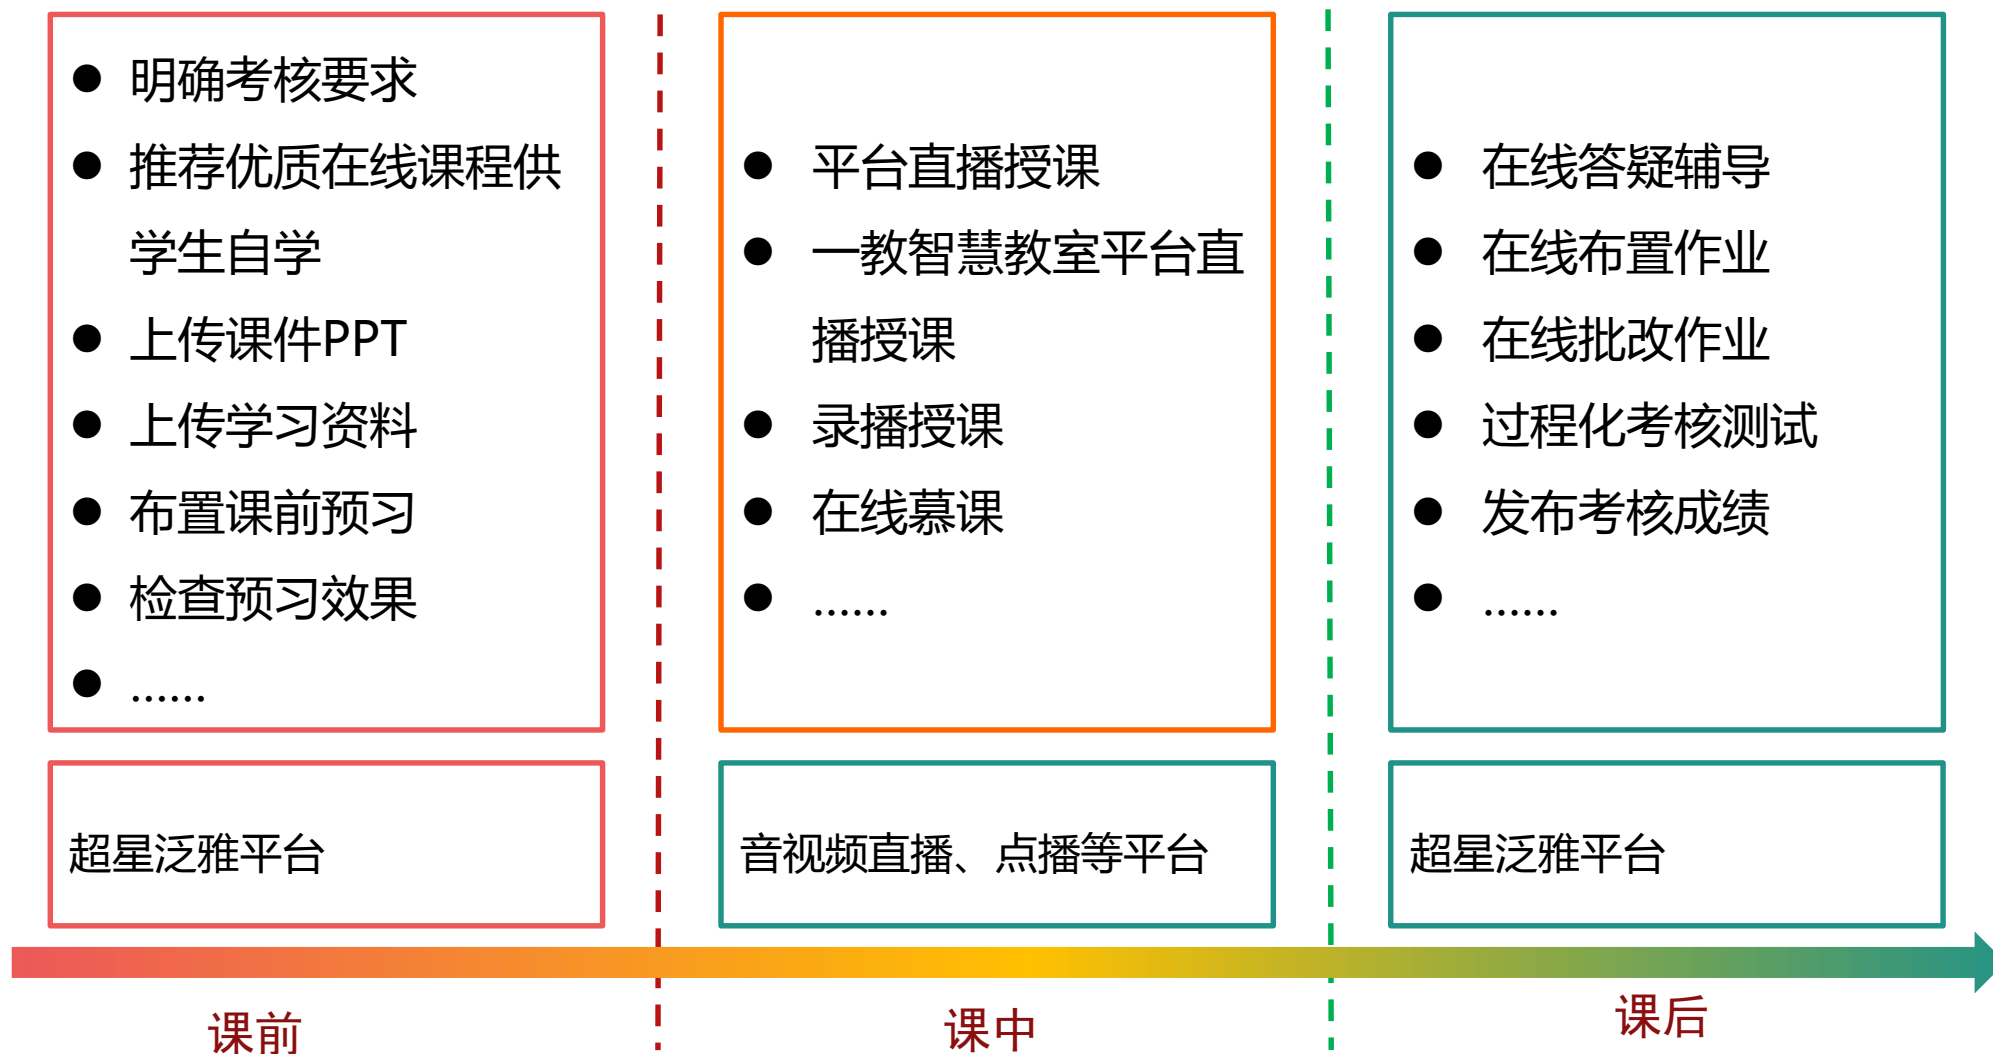 ● 明确考核要求
● 推荐优质在线课程供
学生自学
● 上传课件PPT
● 上传学习资料
● 布置课前预习
● 检查预习效果
● ……
● 平台直播授课
● 一教智慧教室平台直
播授课
● 录播授课
● 在线慕课
● ……
● 在线答疑辅导
● 在线布置作业
● 在线批改作业
● 过程化考核测试
● 发布考核成绩
● ……
超星泛雅平台
音视频直播、点播等平台
超星泛雅平台
课前
课中
课后